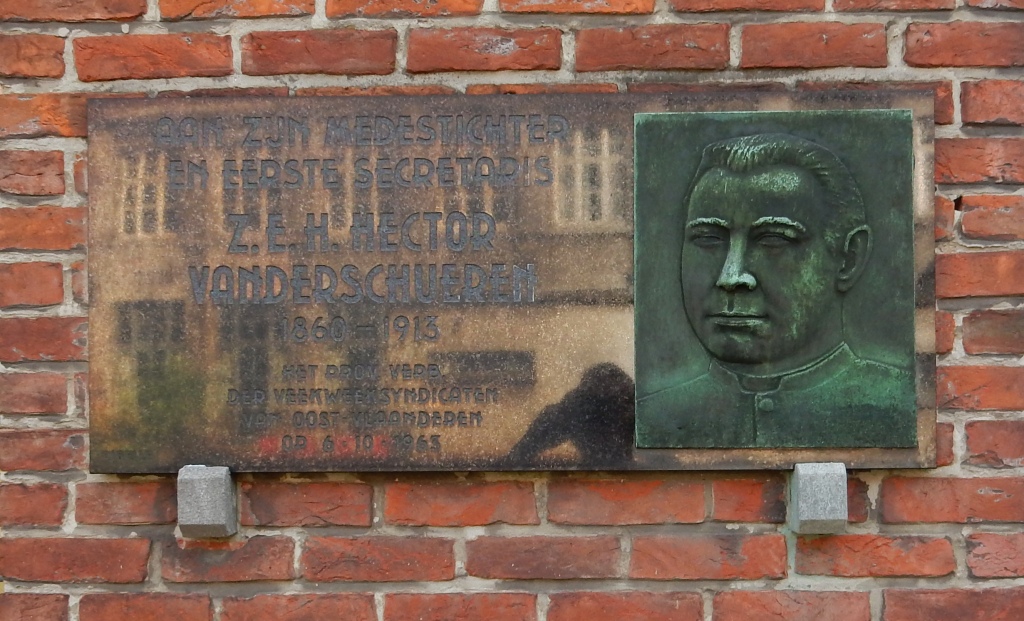 AAN ZIJN MEDESTICHTER
EN EERSTE SECRETARIS
Z.E.H. HECTOR
VANDERSCHUEREN
1860 - 1913
HET PROV. VERB.
DER VEEKWEEKSYNDICATEN
VAN OOST-VLAANDEREN
OP 6 10 1963